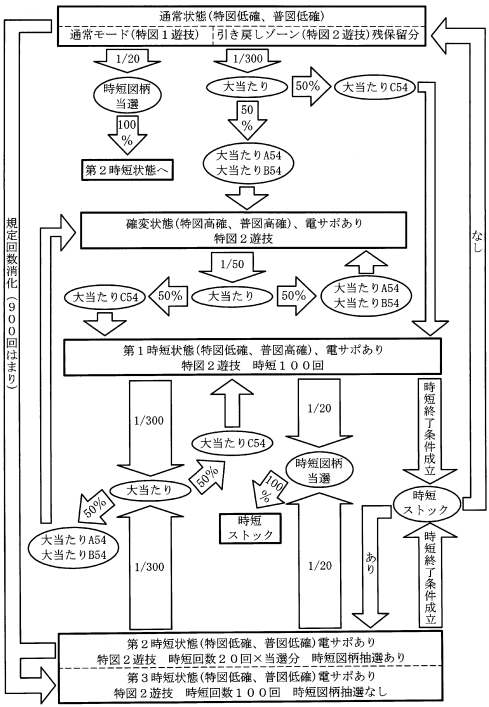 通常状態(特図低確、普図低確)
通常モード(特図1遊技)
引き戻しゾーン(特図2遊技)残保留分
1/20
1/300
時短図柄
当選
大当たり
50%
大当たりC54
100
%
50
%
第2時短状態へ
大当たりA54
大当たりB54
規定回数消化(900回はまり)
なし
確変状態(特図高確、普図高確)、電サポあり
特図2遊技
1/50
大当たりC54
50%
大当たり
50%
大当たりA54
大当たりB54
第1時短状態(特図低確、普図高確)、電サポあり
特図2遊技 時短100回
1/300
1/20
時短終了条件成立
大当たりC54
時短図柄
当選
大当たり
50%
100
%
50%
時短
ストック
時短
ストック
大当たりA54
大当たりB54
1/300
1/20
あり
時短終了条件成立
第2時短状態(特図低確、普図低確)電サポあり
特図2遊技 時短回数20回×当選分 時短図柄抽選あり
第3時短状態(特図低確、普図低確)電サポあり
特図2遊技 時短回数100回 時短図柄抽選なし